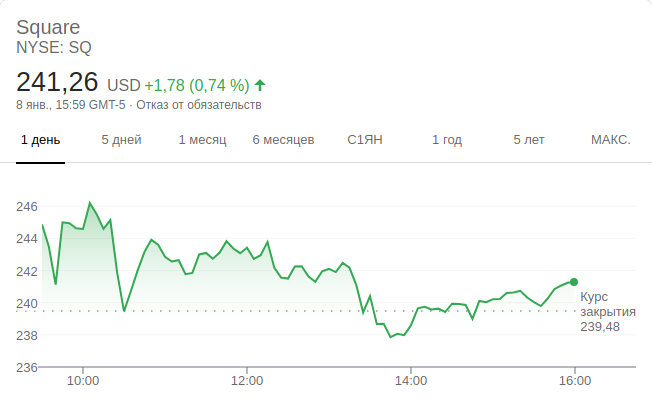 Square
NYSE: SQ
241,26 USD +1,78 (0,74 %)
8 янв., 15:59 GMT-5 · Отказ от обязательств
1 день 5 дней 1 месяц 6 месяцев С1ЯН 1 год 5 лет МАКС.
246
244
242
240
238
236
Курс
закрытия
239,48
10:00 12:00 14:00 16:00